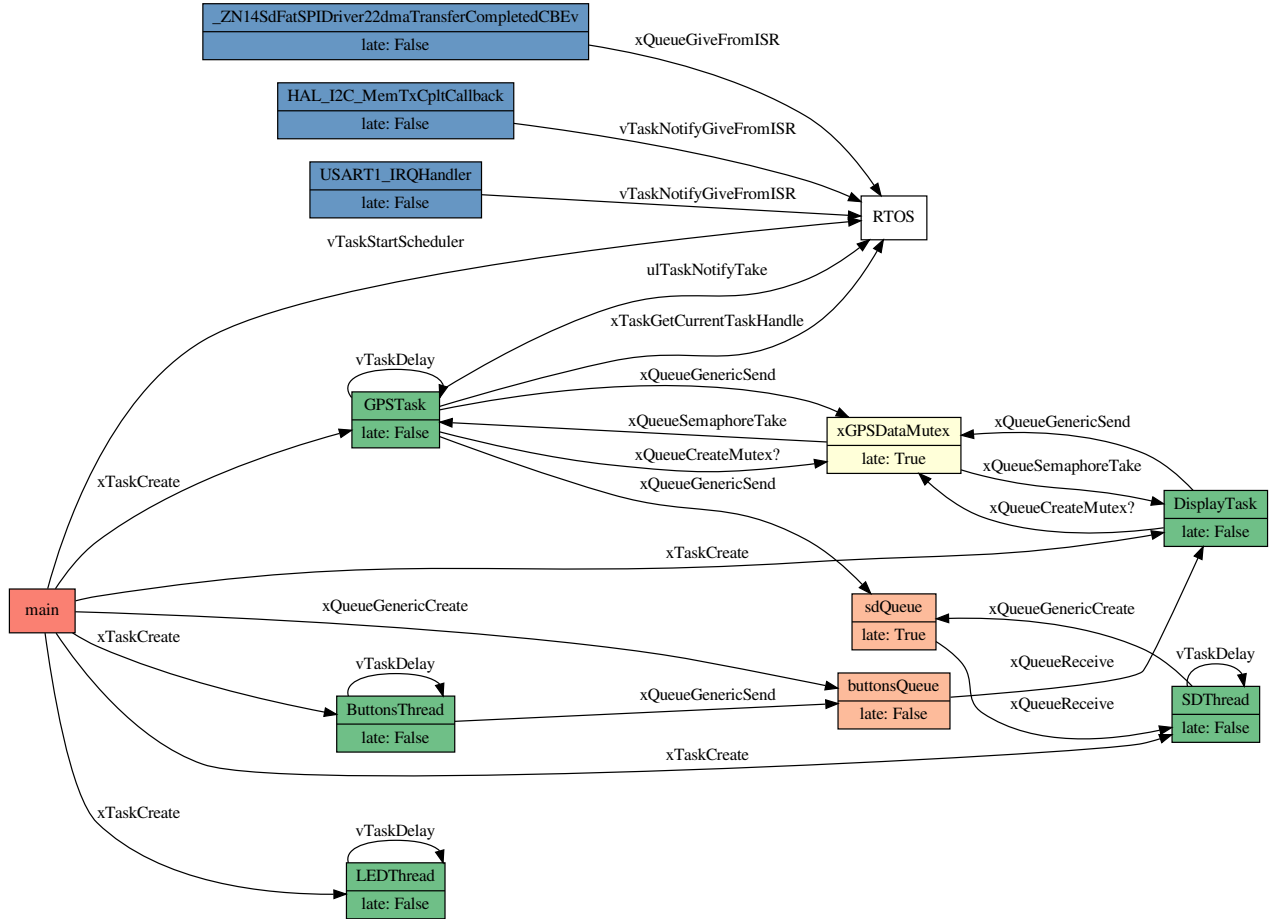 _ZN14SdFatSPIDriver22dmaTransferCompletedCBEv
late: False
xQueueGiveFromISR
HAL_I2C_MemTxCpltCallback
late: False
vTaskNotifyGiveFromISR
USART1_IRQHandler
late: False
vTaskNotifyGiveFromISR
RTOS
vTaskStartScheduler
ulTaskNotifyTake
xTaskGetCurrentTaskHandle
vTaskDelay
GPSTask
late: False
xQueueGenericSend
xQueueSemaphoreTake
xQueueCreateMutex?
xQueueGenericSend
xGPSDataMutex
late: True
xQueueGenericSend
xQueueSemaphoreTake
xQueueCreateMutex?
DisplayTask
late: False
xTaskCreate
xTaskCreate
main
xQueueGenericCreate
xTaskCreate
sdQueue
late: True
xQueueGenericCreate
vTaskDelay
ButtonsThread
late: False
xQueueGenericSend
buttonsQueue
late: False
xQueueReceive
xQueueReceive
vTaskDelay
SDThread
late: False
xTaskCreate
xTaskCreate
vTaskDelay
LEDThread
late: False